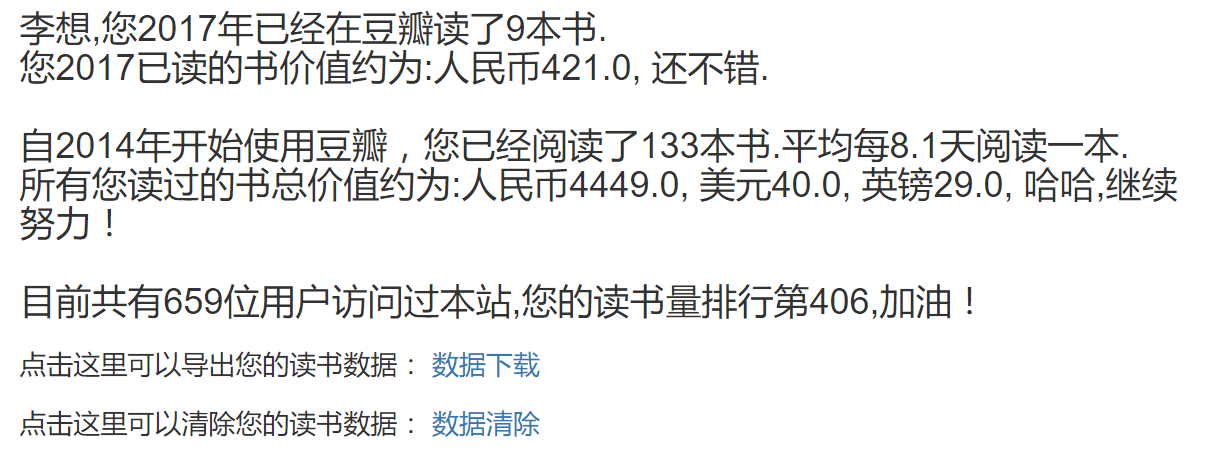 李想,您2017年已经在豆瓣读了9本书.
您2017已读的书价值约为:人民币421.0, 还不错.
自2014年开始使用豆瓣，您已经阅读了133本书.平均每8.1天阅读一本.
所有您读过的书总价值约为:人民币4449.0, 美元40.0, 英镑29.0, 哈哈,继续
努力！
目前共有659位用户访问过本站,您的读书量排行第406,加油！
点击这里可以导出您的读书数据： 数据下载
点击这里可以清除您的读书数据： 数据清除